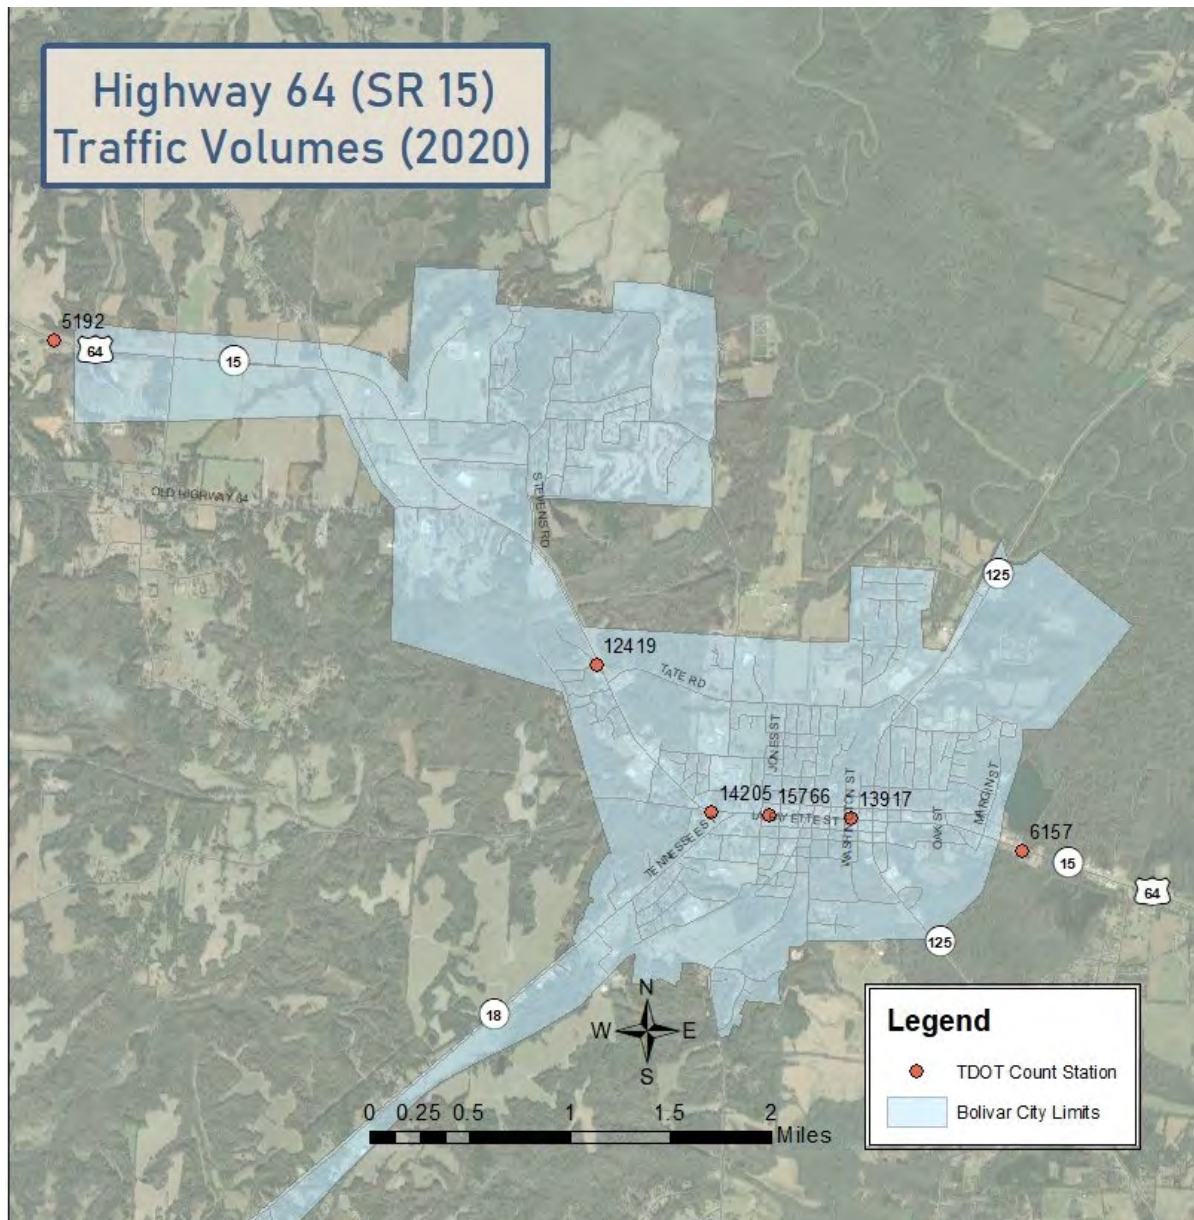 Highway 64 (SR 15)
Traffic Volumes (2020)
5192
64
15
OLD HIGHWAY 64
STEVENS RD
125
12419
TATE RD
JONES ST
14205
15766
13917
LAFAYETTE ST
WASHINGTON ST
OAK ST
MARGIN ST
TENNESSEE S
6157
15
64
125
18
N
W
E
S
Legend
TDOT Count Station
Bolivar City Limits
0 0.25 0.5 1 1.5 2
Miles